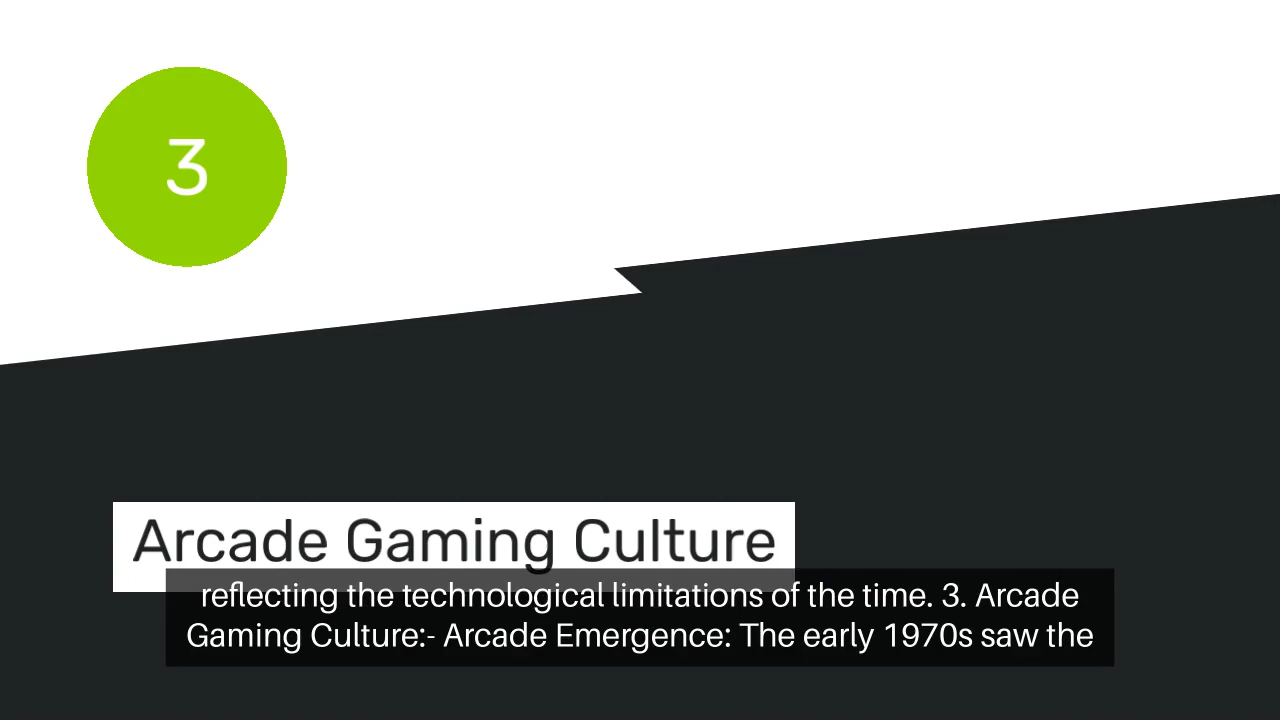 3
Arcade Gaming Culture
reflecting the technological limitations of the time. 3. Arcade
Gaming Culture:- Arcade Emergence: The early 1970s saw the